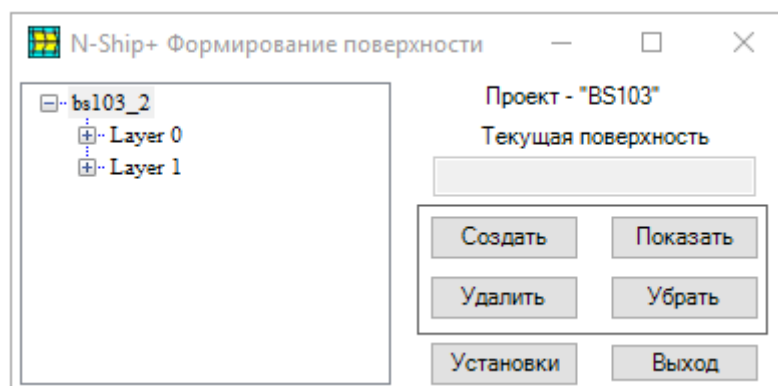 N-Ship+ Формирование поверхности
bs103_2
Layer 0
Layer 1
Проект - "BS103"
Текущая поверхность
Создать
Показать
Удалить
Убрать
Установки
Выход